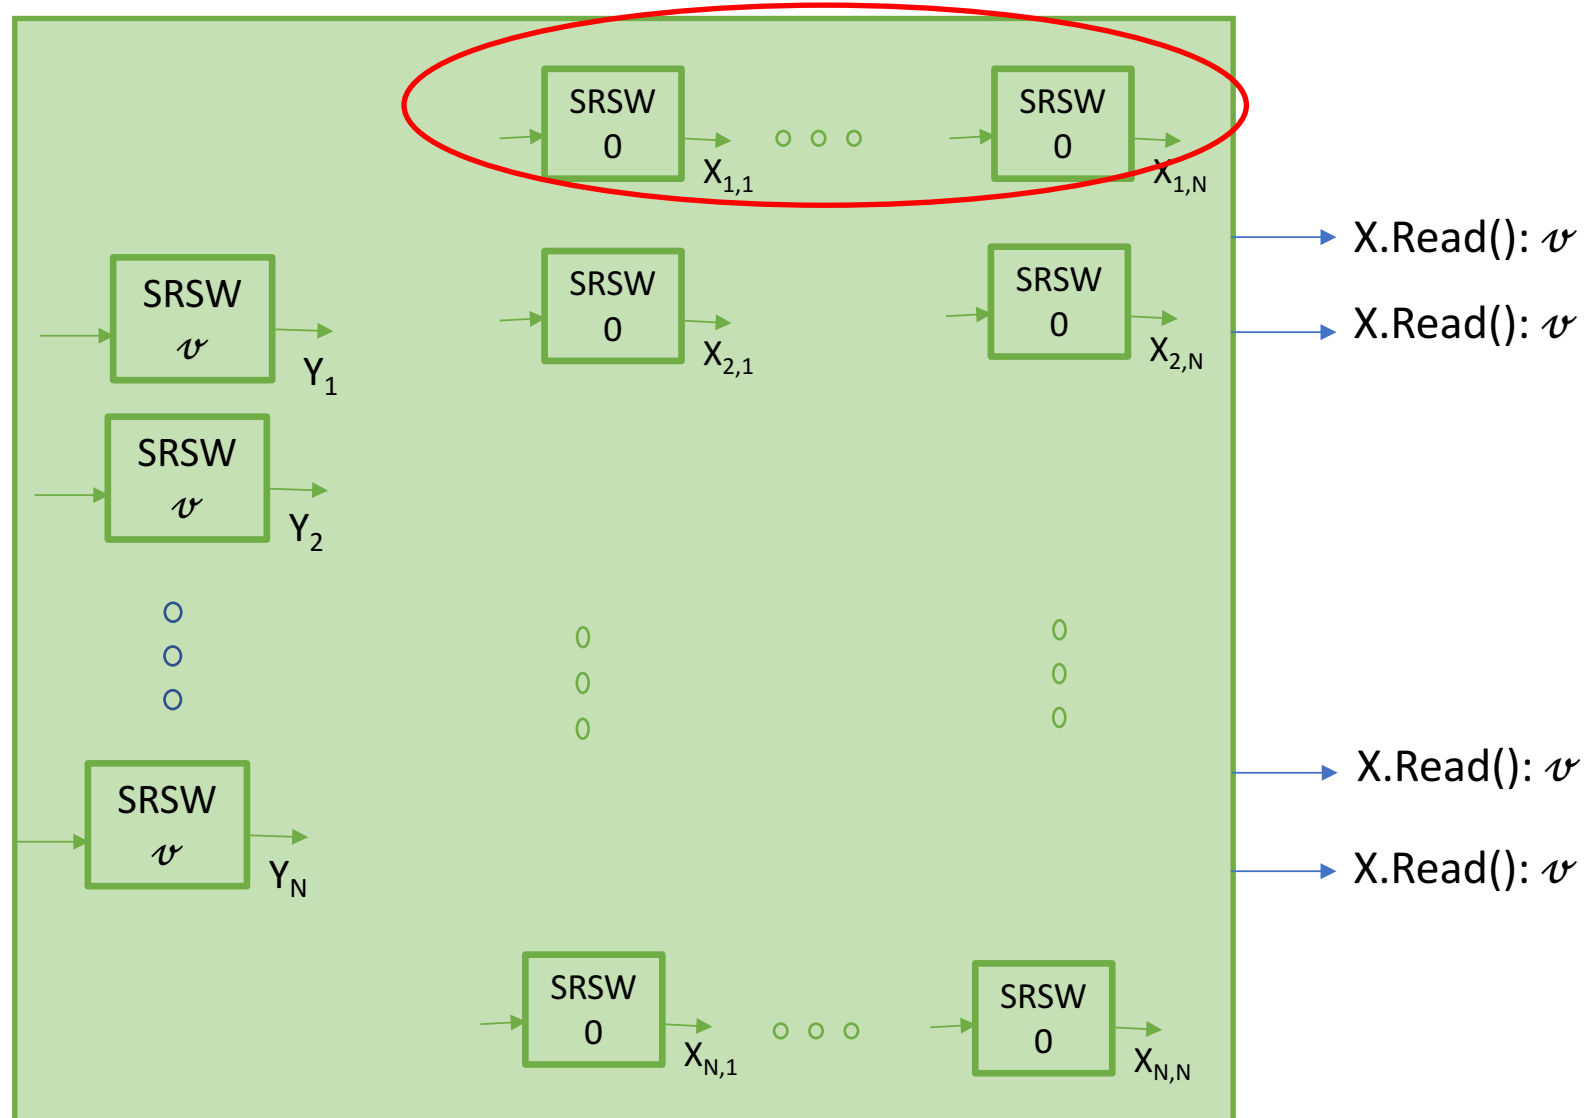 SRSW
0
X1,1
SRSW
0
X1,N
X.Read(): 𝓋
SRSW
𝓋
Y1
SRSW
0
X2,1
SRSW
0
X2,N
X.Read(): 𝓋
SRSW
𝓋
Y2
SRSW
𝓋
YN
X.Read(): 𝓋
X.Read(): 𝓋
SRSW
0
XN,1
SRSW
0
XN,N